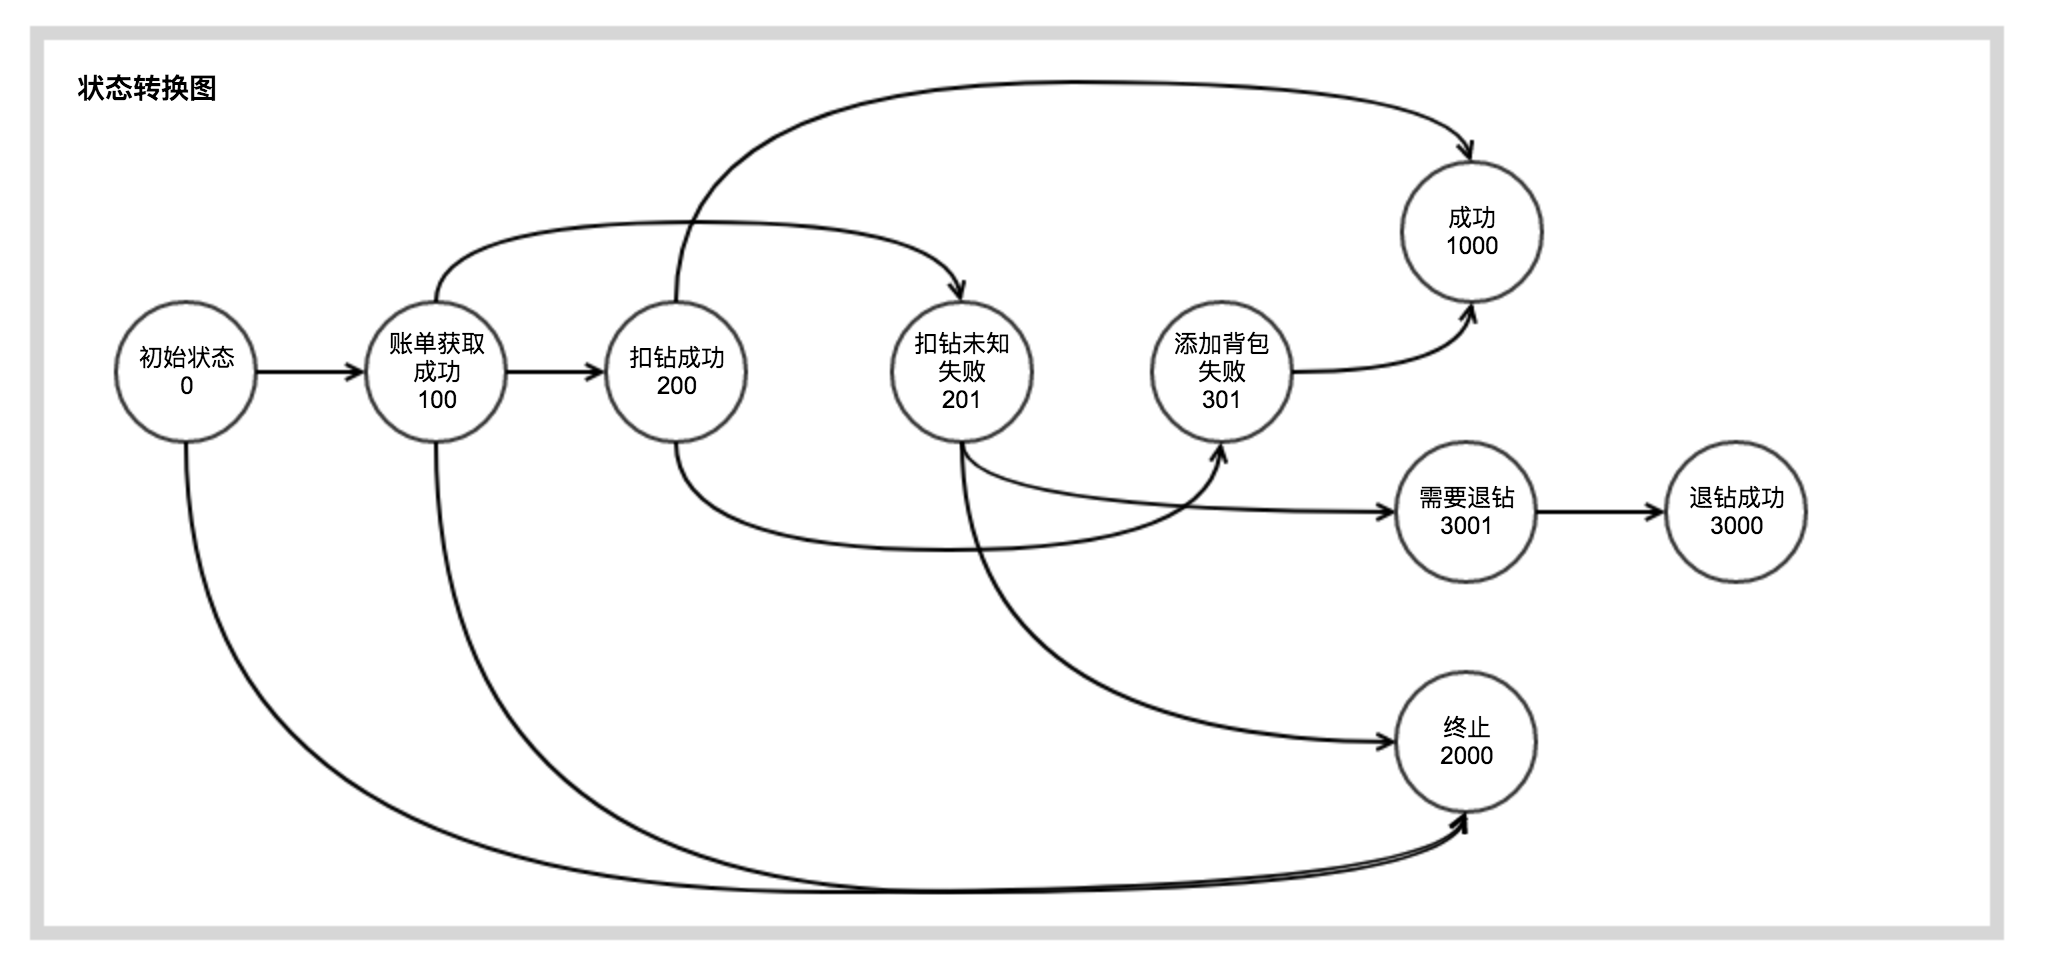 状态转换图
成功
1000
初始状态
0
账单获取
成功
100
扣钻成功
200
扣钻未知
失败
201
添加背包
失败
301
需要退钻
3001
退钻成功
3000
终止
2000